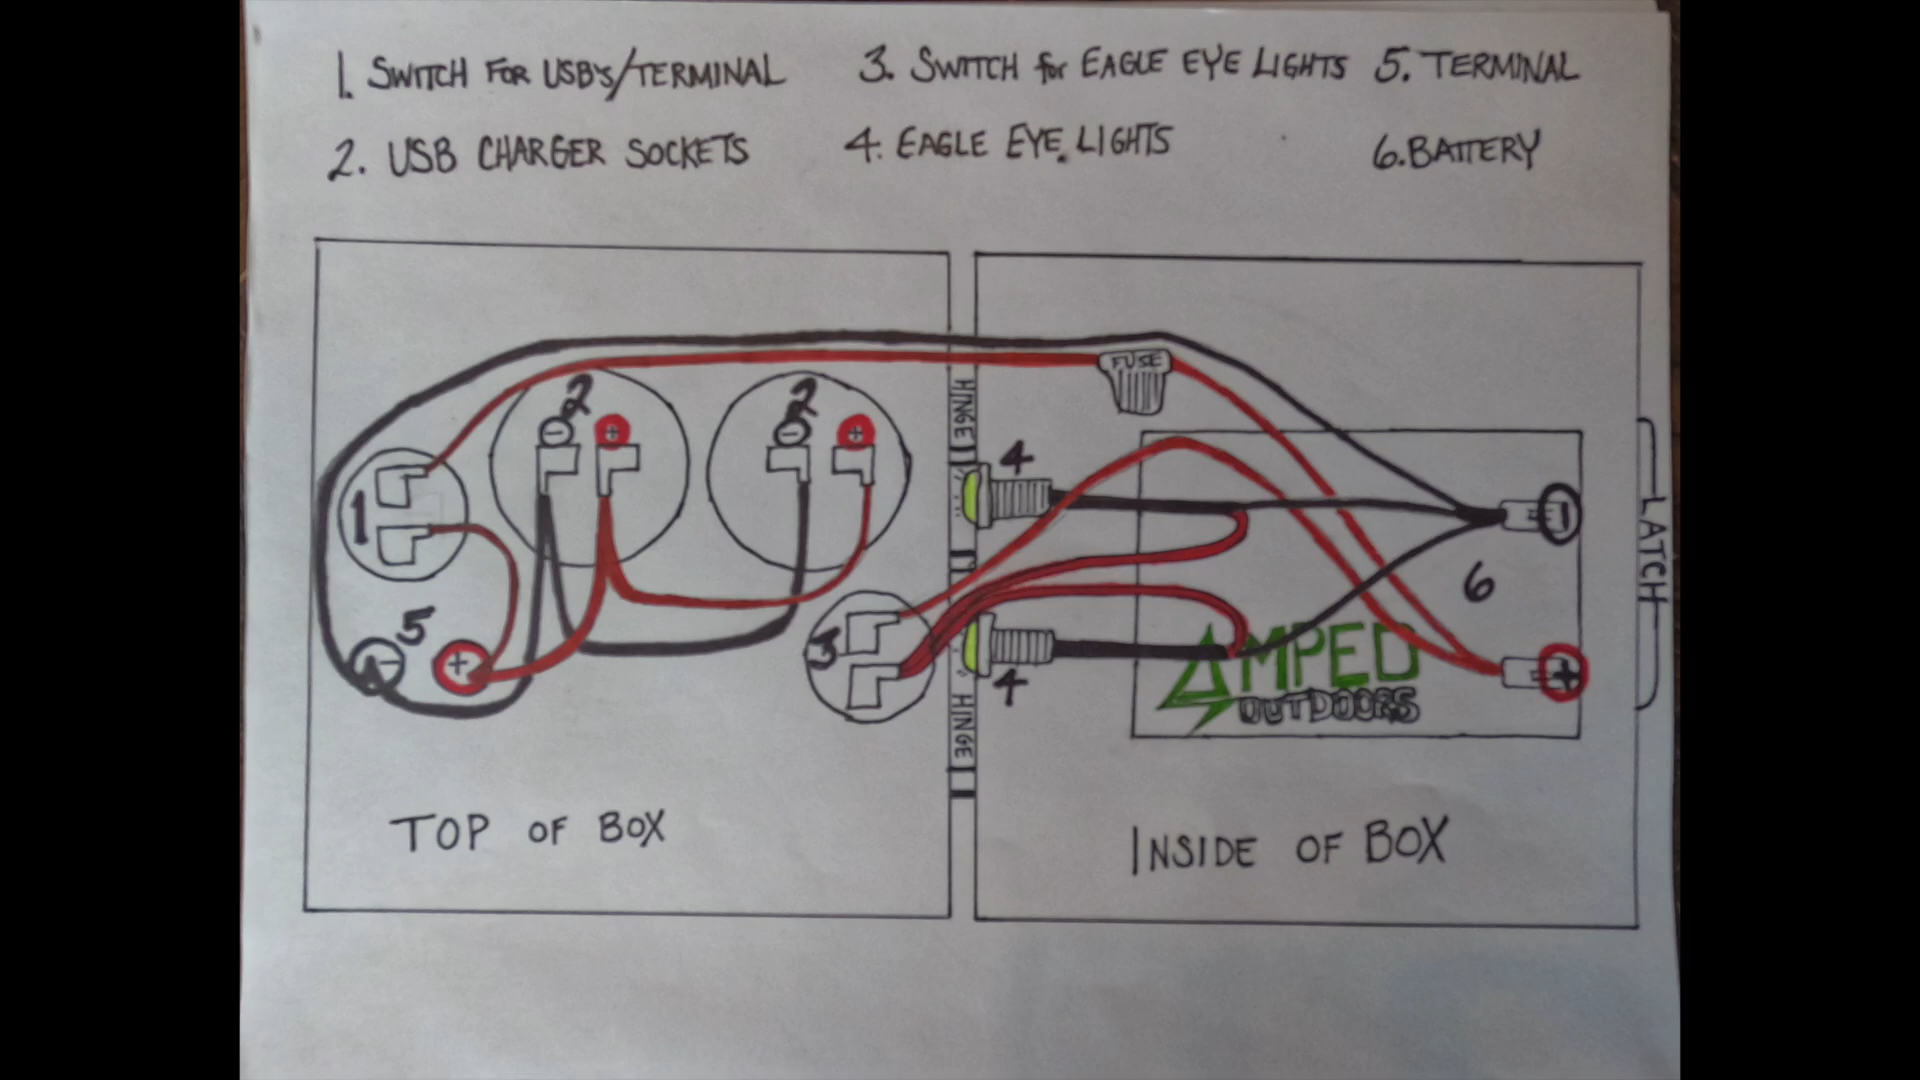 1. SWITCH FOR USB's/TERMINAL
2. USB CHARGER SOCKETS
3. SWITCH for EAGLE EYE LIGHTS
4. EAGLE EYE LIGHTS
5. TERMINAL
6. BATTERY
FUSE
2
2
HINGE
4
1
LATCH
6
5
3
4
AMPED
OUTDOORS
HINGE
TOP OF BOX
INSIDE OF BOX